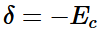 δ = −E_c